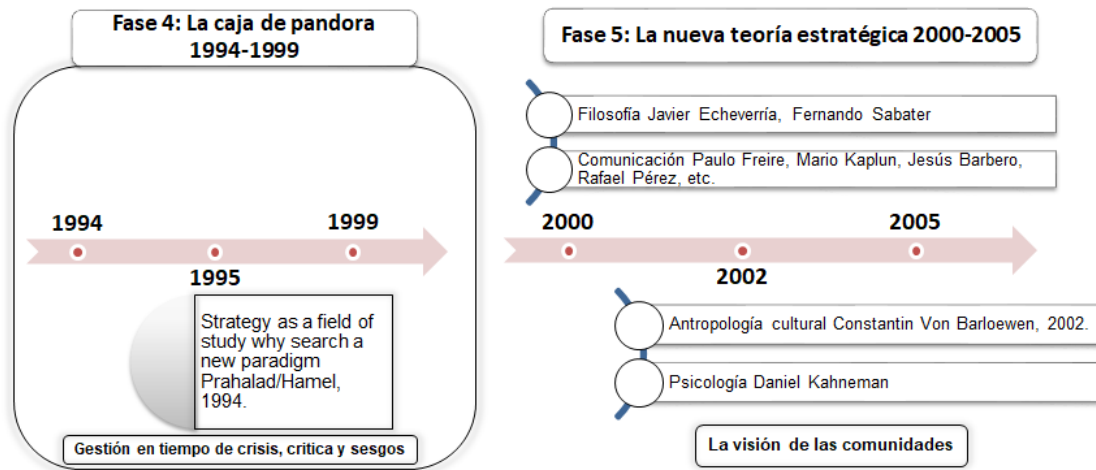 Fase 4: La caja de pandora
1994-1999
1994
1999
1995
Strategy as a field of
study why search a
new paradigm
Prahalad/Hamel,
1994.
Gestión en tiempo de crisis, critica y sesgos
Fase 5: La nueva teoría estratégica 2000-2005
Filosofía Javier Echeverría, Fernando Sabater
Comunicación Paulo Freire, Mario Kaplun, Jesús Barbero,
Rafael Pérez, etc.
2000
2005
2002
Antropología cultural Constantin Von Barloewen, 2002.
Psicología Daniel Kahneman
La visión de las comunidades